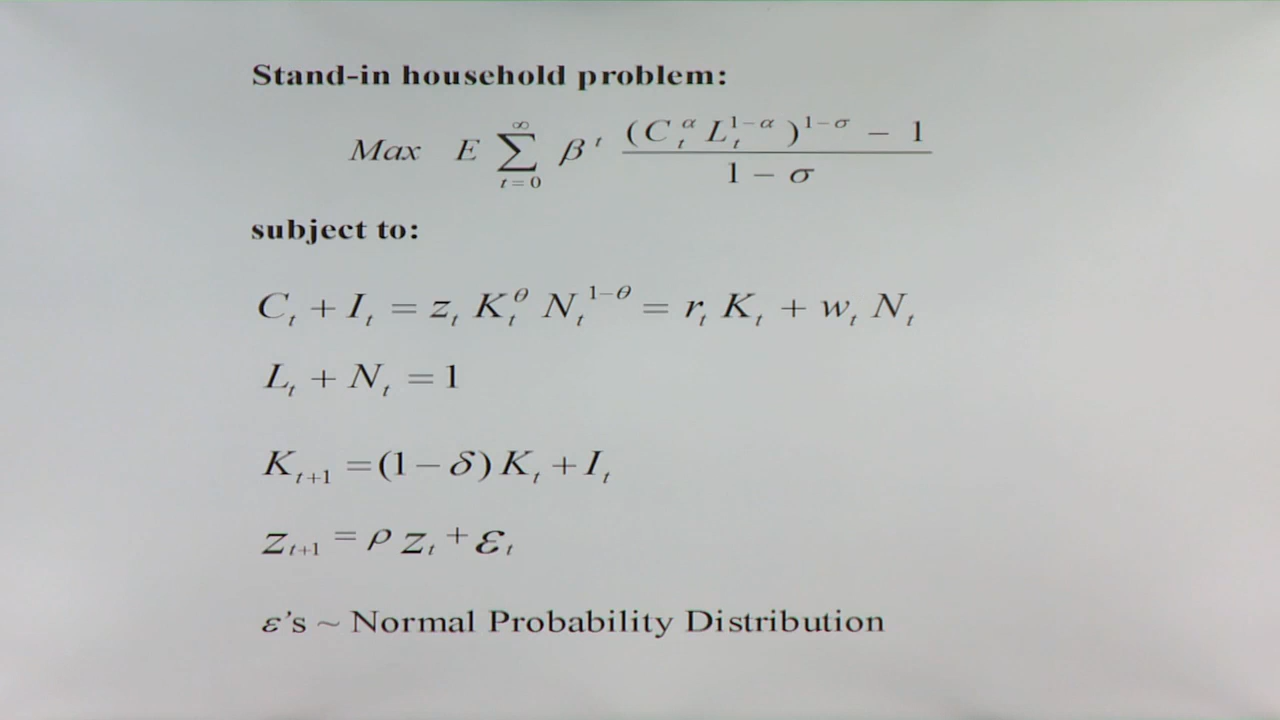 Stand-in household problem:
Max E ∑_{t=0}^{∞} β^t ((C_t^α L_t^{1−α})^{1−σ} − 1) / (1 − σ)
subject to:
C_t + I_t = z_t K_t^θ N_t^{1−θ} = r_t K_t + w_t N_t
L_t + N_t = 1
K_{t+1} = (1 − δ) K_t + I_t
z_{t+1} = ρ z_t + ε_t
ε's ~ Normal Probability Distribution